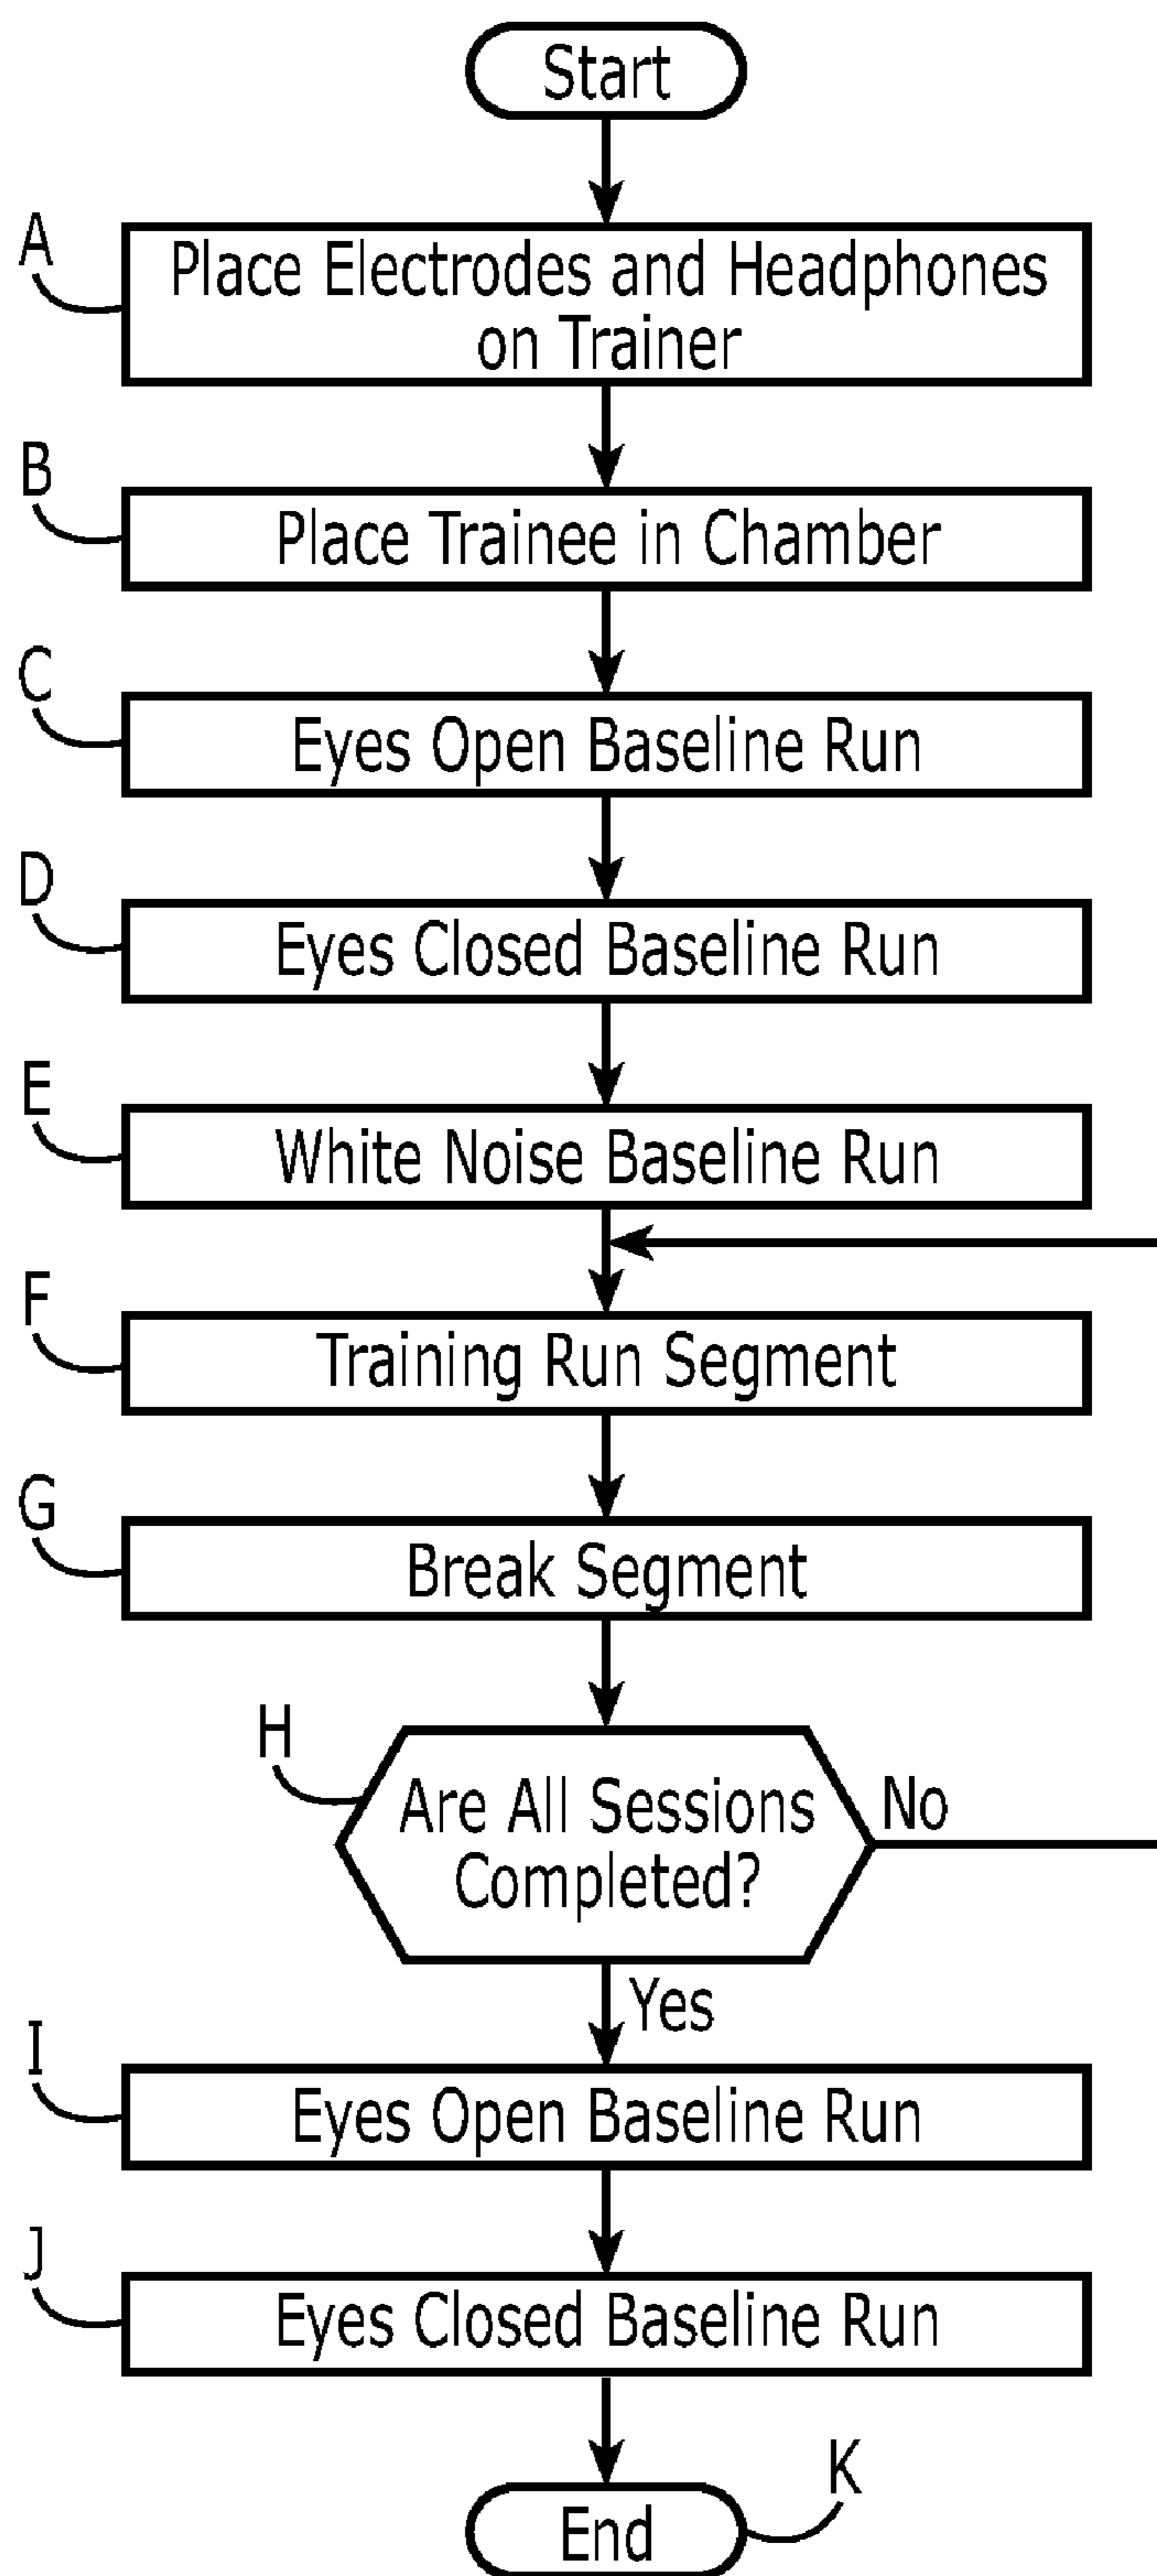 Start
A
Place Electrodes and Headphones
on Trainer
B
Place Trainee in Chamber
C
Eyes Open Baseline Run
D
Eyes Closed Baseline Run
E
White Noise Baseline Run
F
Training Run Segment
G
Break Segment
H
Are All Sessions
Completed?
No
Yes
I
Eyes Open Baseline Run
J
Eyes Closed Baseline Run
K
End